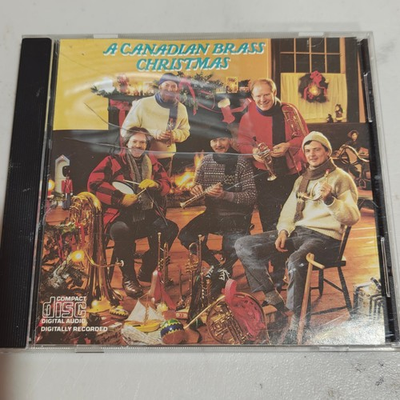 A CANADIAN BRASS
CHRISTMAS
COMPACT
disc
DIGITAL AUDIO
DIGITALLY RECORDED